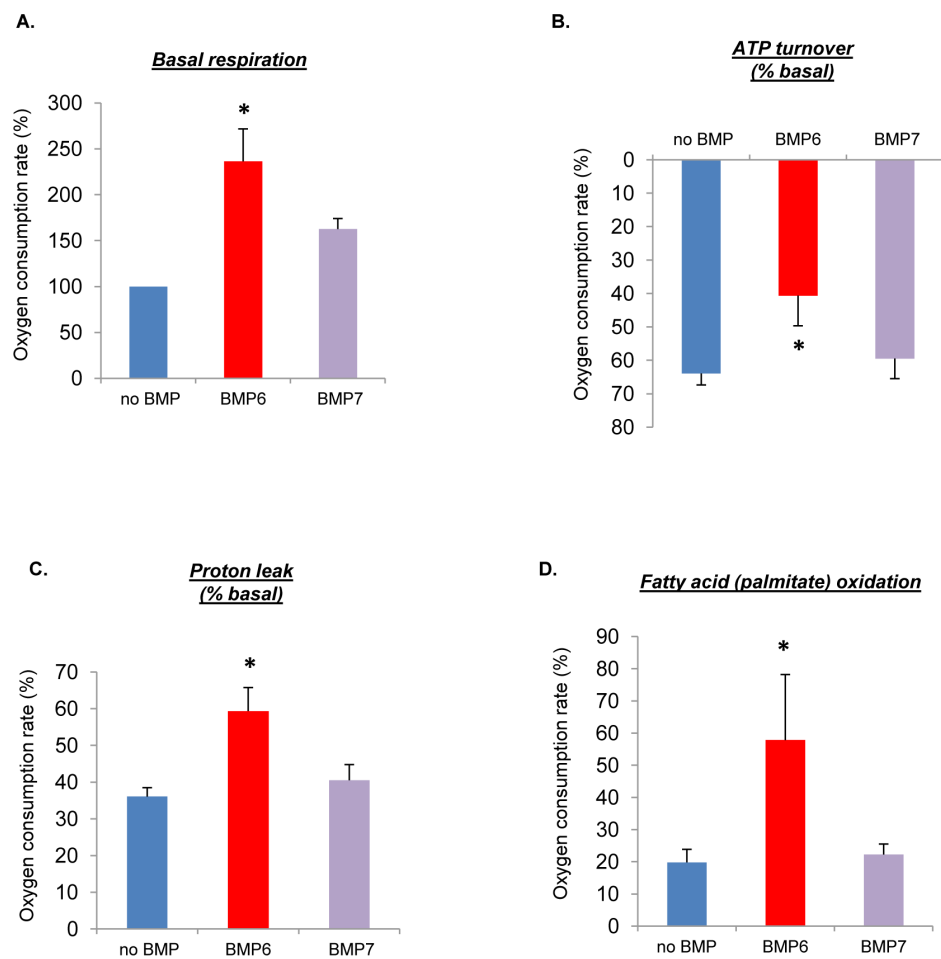 A.
Basal respiration
*
Oxygen consumption rate (%)
300
250
200
150
100
50
0
no BMP BMP6 BMP7
B.
ATP turnover
(% basal)
no BMP BMP6 BMP7
Oxygen consumption rate (%)
0
10
20
30
40
50
60
70
80
*
C.
Proton leak
(% basal)
*
Oxygen consumption rate (%)
70
60
50
40
30
20
10
0
no BMP BMP6 BMP7
D.
Fatty acid (palmitate) oxidation
*
Oxygen consumption rate (%)
90
80
70
60
50
40
30
20
10
0
no BMP BMP6 BMP7